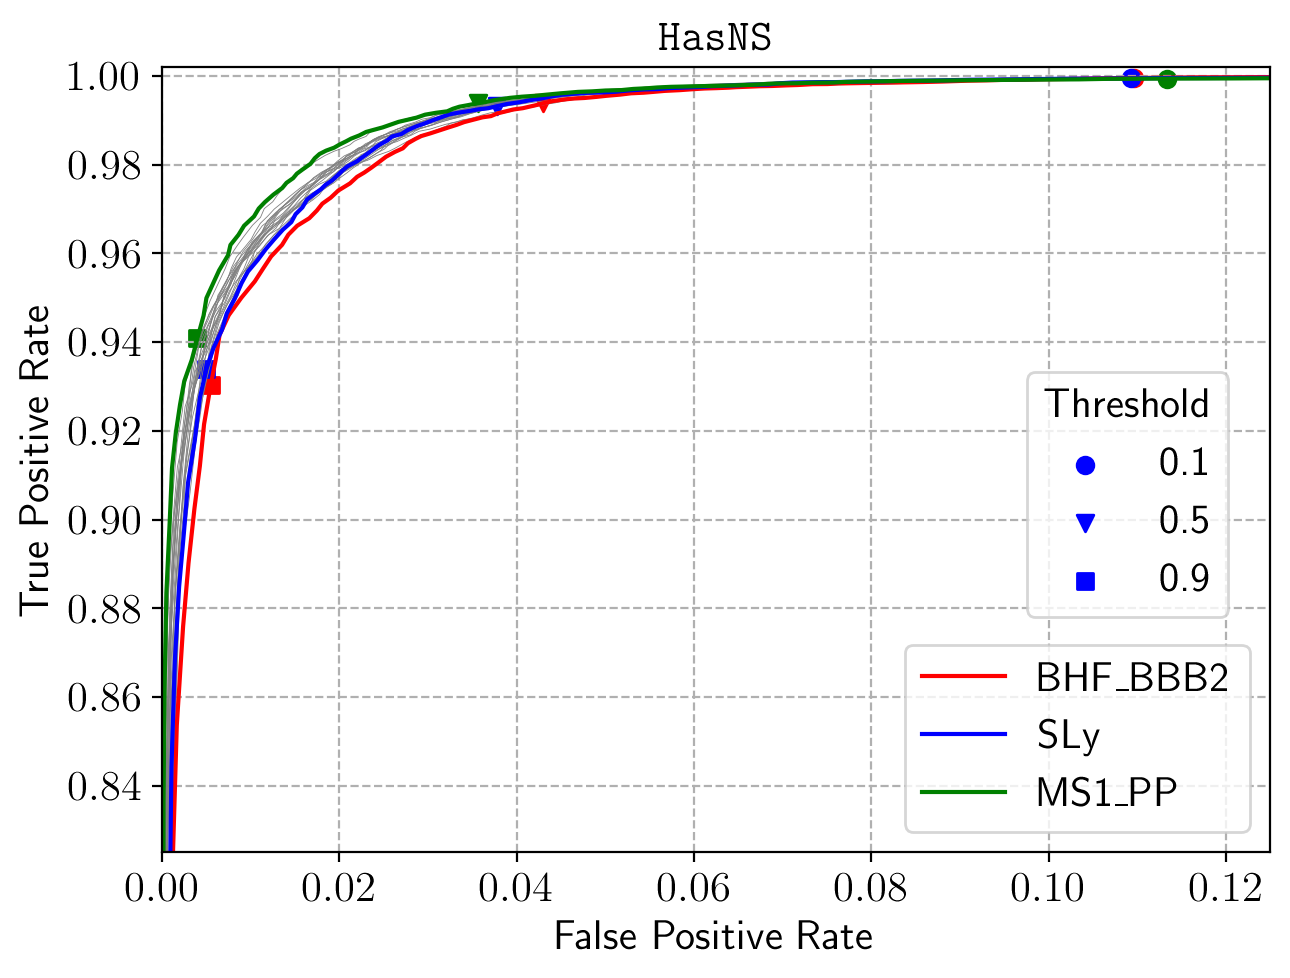 HasNS
True Positive Rate
1.00
0.98
0.96
0.94
0.92
0.90
0.88
0.86
0.84
0.00 0.02 0.04 0.06 0.08 0.10 0.12
False Positive Rate
Threshold
0.1
0.5
0.9
BHF_BBB2
SLy
MS1_PP